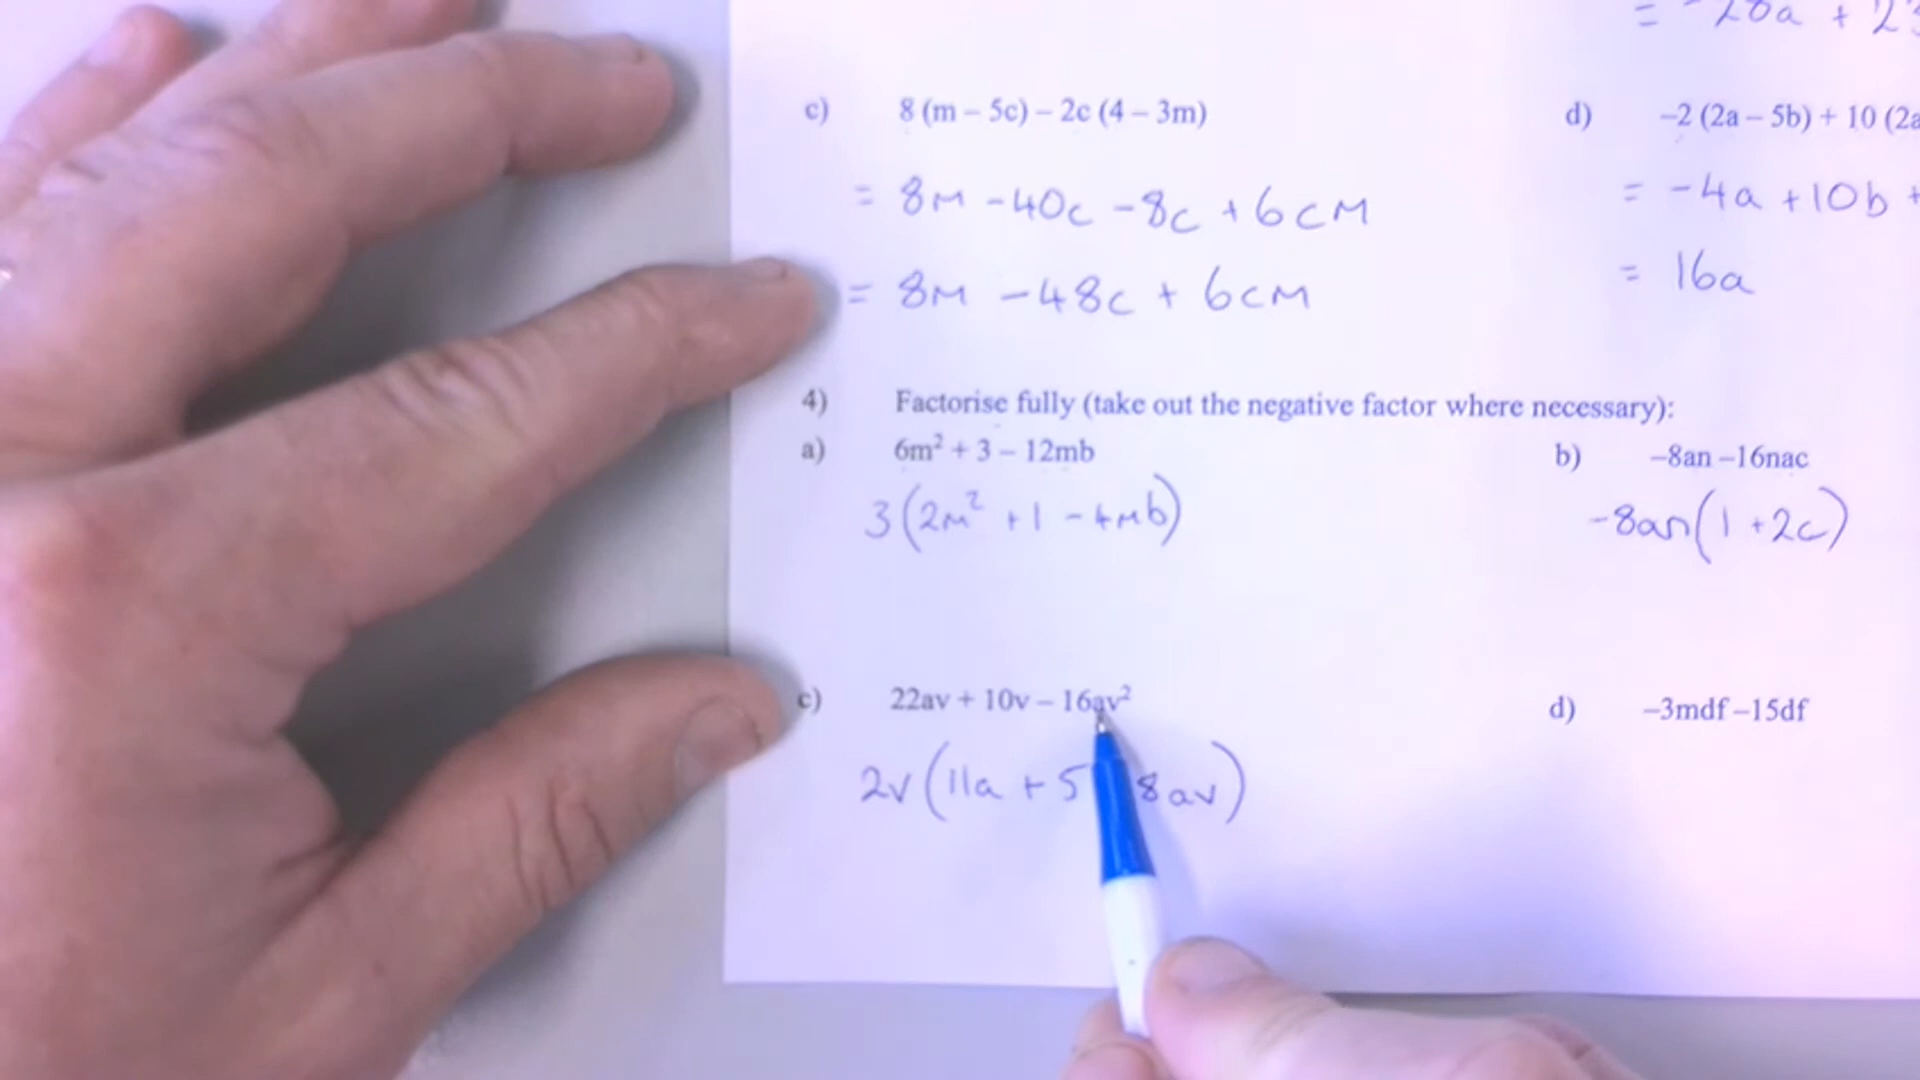 = -20a + 23
c) 8 (m – 5c) – 2c (4 – 3m)
= 8m - 40c - 8c + 6cm
= 8m - 48c + 6cm
d) –2 (2a – 5b) + 10 (2a
= -4a + 10b +
= 16a
4) Factorise fully (take out the negative factor where necessary):
a) 6m² + 3 – 12mb
3(2m² + 1 - 4mb)
b) –8an –16nac
-8an(1 + 2c)
c) 22av + 10v – 16av²
2v(11a + 5 8av)
d) –3mdf –15df